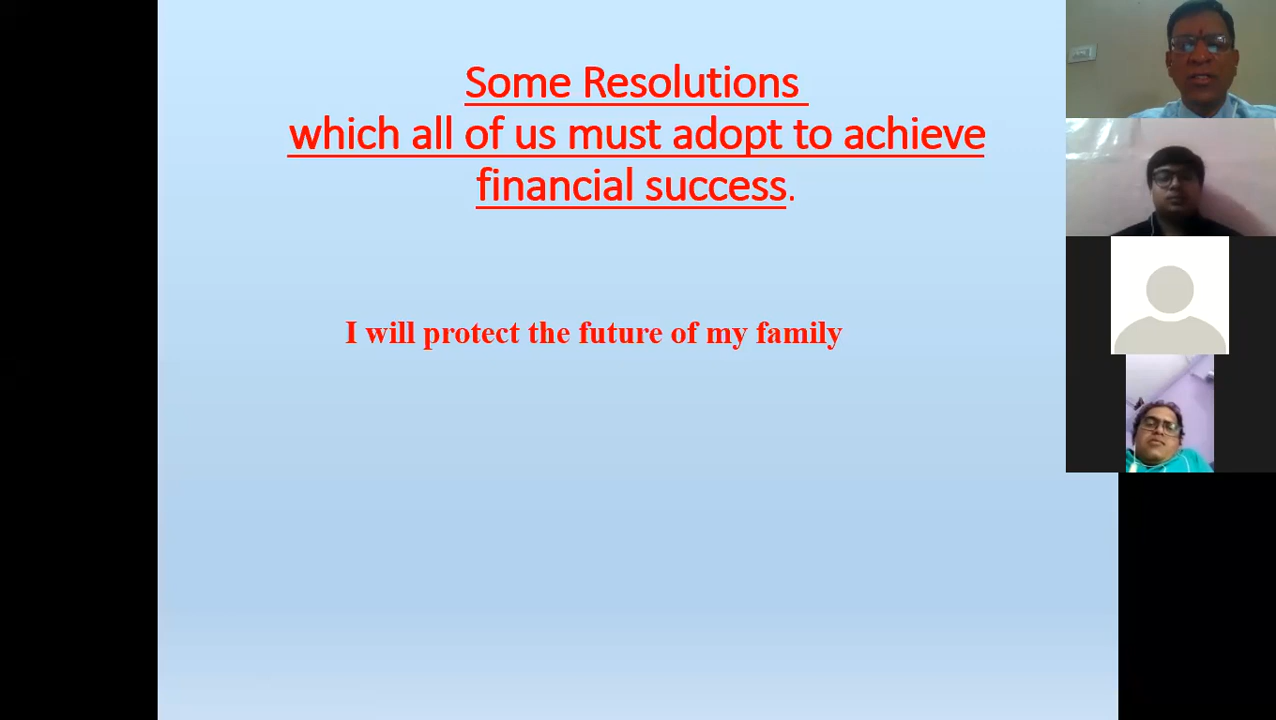 Some Resolutions
which all of us must adopt to achieve
financial success.
I will protect the future of my family